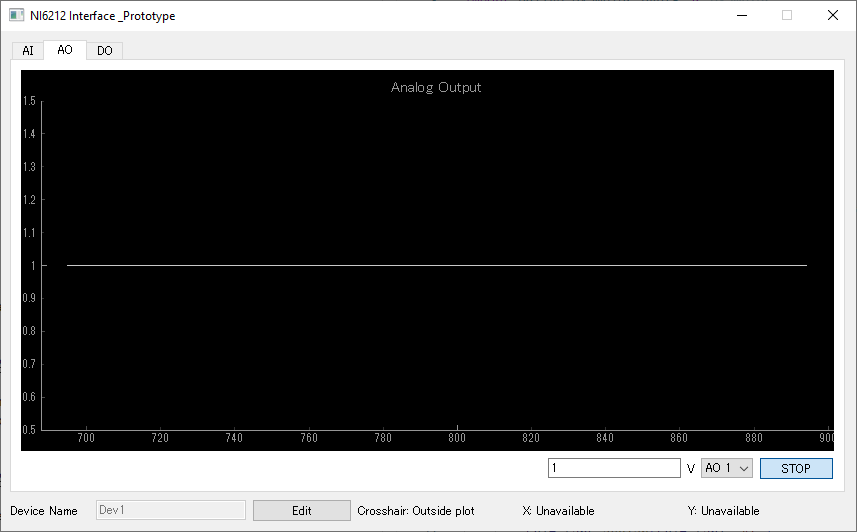 NI6212 Interface _Prototype
AI AO DO
Analog Output
1.5
1.4
1.3
1.2
1.1
1
0.9
0.8
0.7
0.6
0.5
700 720 740 760 780 800 820 840 860 880 900
1 V AO 1 STOP
Device Name Dev1 Edit Crosshair: Outside plot X: Unavailable Y: Unavailable